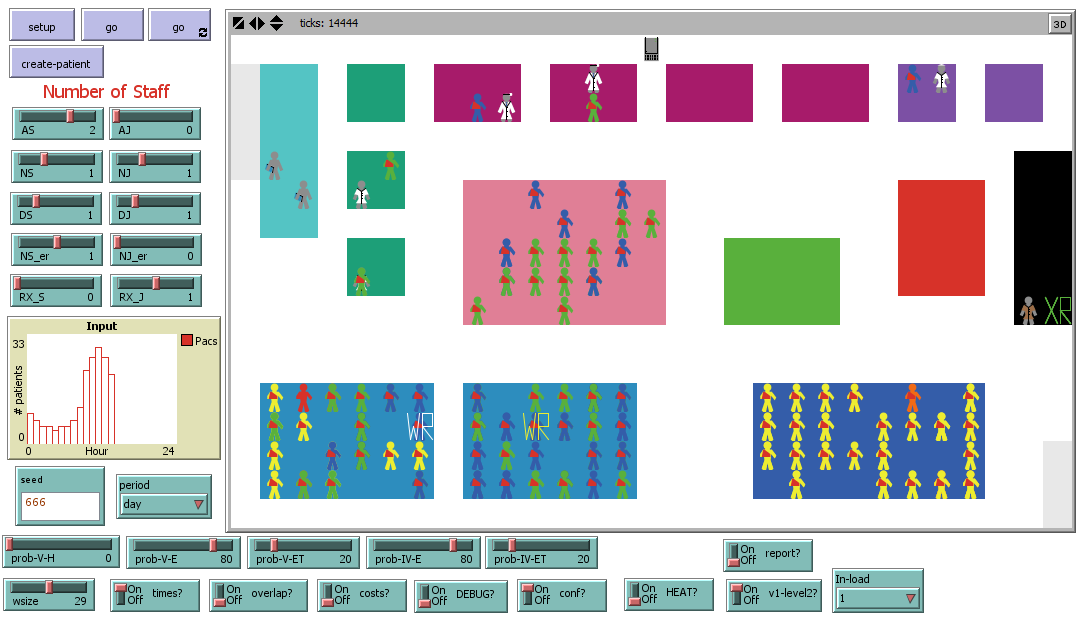 setup
go
go
ticks: 14444
3D
create-patient
Number of Staff
AS 2
AJ 0
NS 1
NJ 1
DS 1
DJ 1
NS_er 1
NJ_er 0
RX_S 0
RX_J 1
XR
Input
33
Pacs
# patients
0
0
Hour
24
WR
WR
seed
666
period
day
prob-V-H 0
prob-V-E 80
prob-V-ET 20
prob-IV-E 80
prob-IV-ET 20
On
Off
report?
wsize 29
On
Off
times?
On
Off
overlap?
On
Off
costs?
On
Off
DEBUG?
On
Off
conf?
On
Off
HEAT?
On
Off
v1-level2?
In-load
1